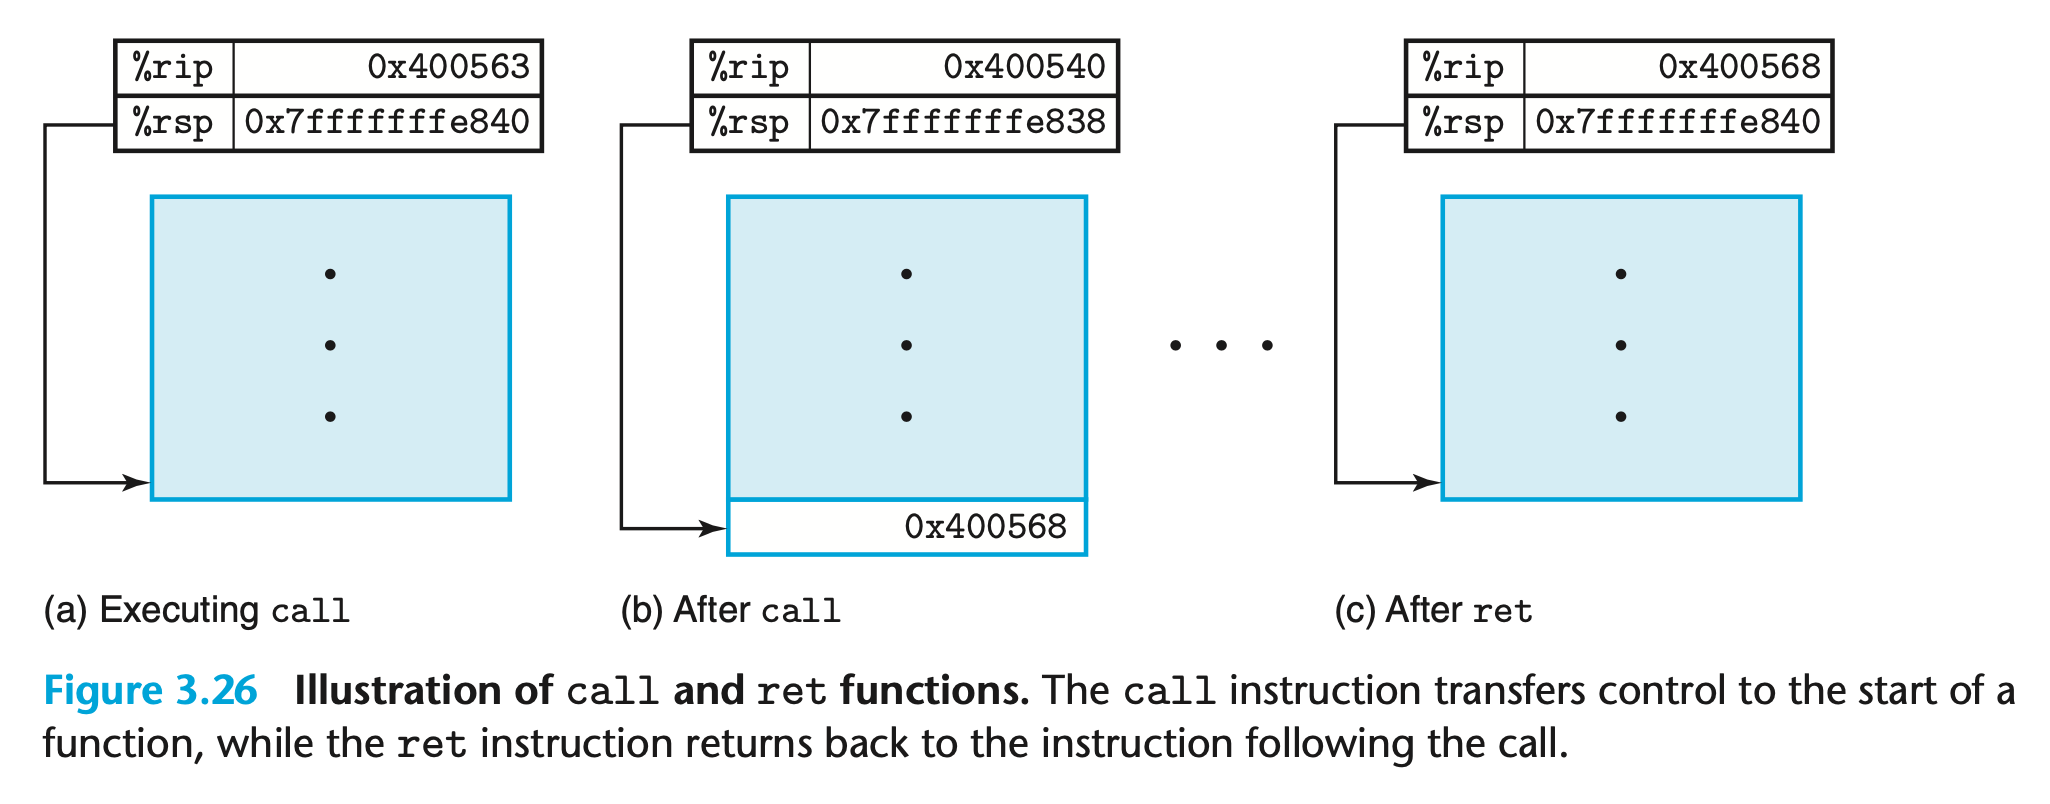 %rip 0x400563
%rsp 0x7fffffffe840
%rip 0x400540
%rsp 0x7fffffffe838
0x400568
%rip 0x400568
%rsp 0x7fffffffe840
(a) Executing call
(b) After call
(c) After ret
Figure 3.26 Illustration of call and ret functions. The call instruction transfers control to the start of a
function, while the ret instruction returns back to the instruction following the call.